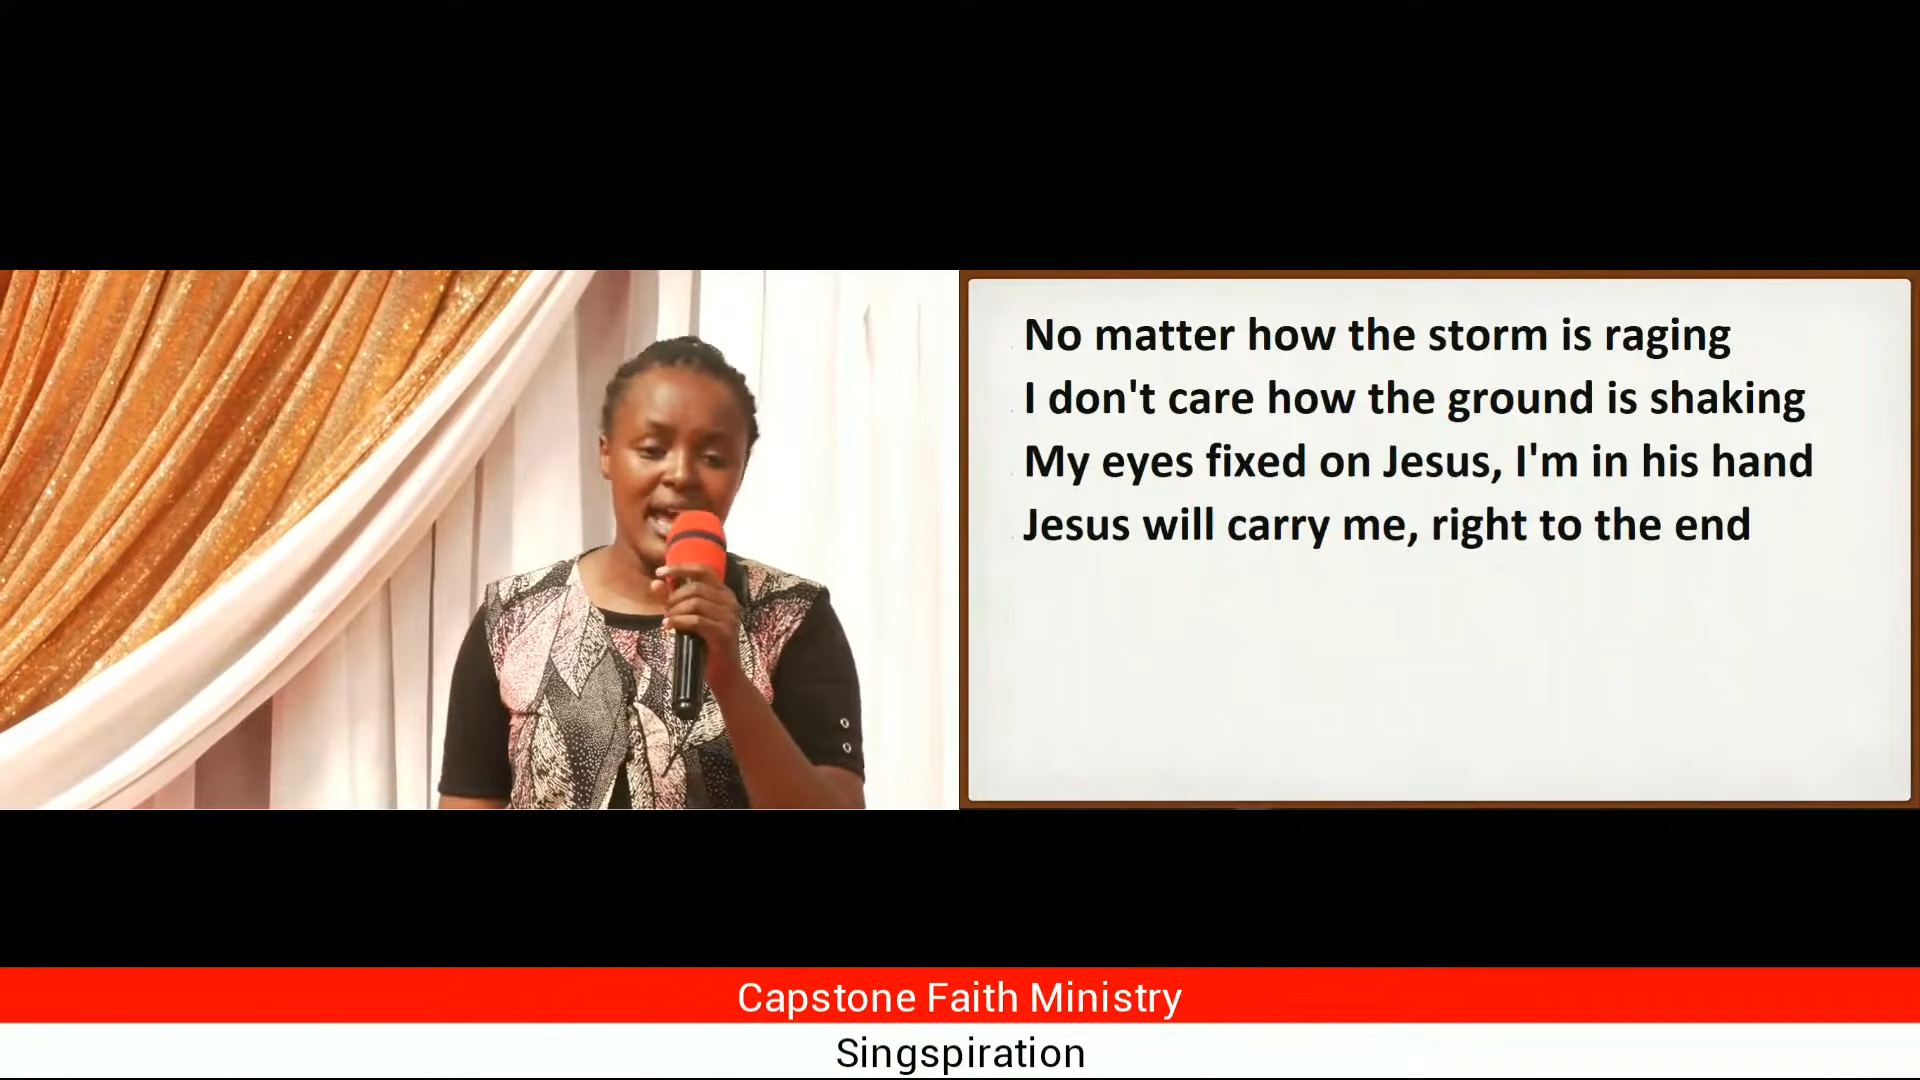 No matter how the storm is raging
I don't care how the ground is shaking
My eyes fixed on Jesus, I'm in his hand
Jesus will carry me, right to the end
Capstone Faith Ministry
Singspiration